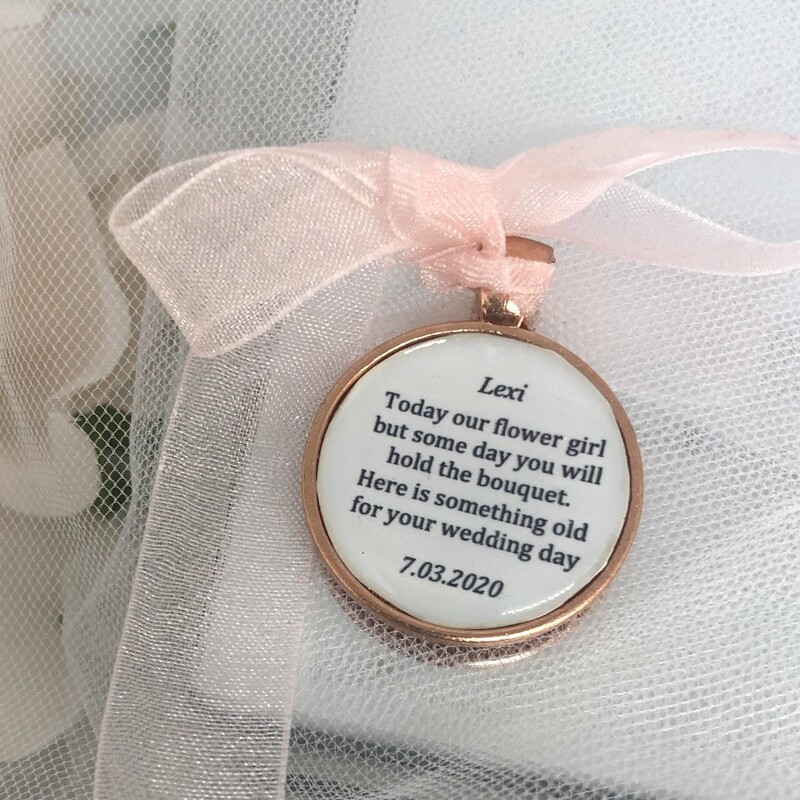 Lexi
Today our flower girl
but some day you will
hold the bouquet.
Here is something old
for your wedding day
7.03.2020